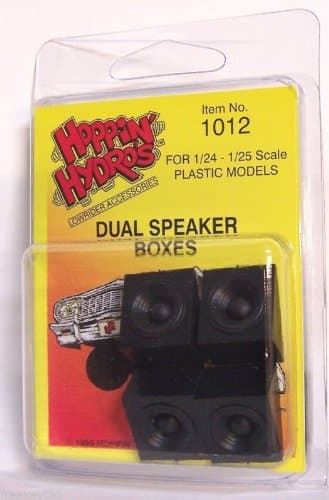 HOPPIN'
HYDROS
LOWRIDER ACCESSORIES
Item No.
1012
FOR 1/24 - 1/25 Scale
PLASTIC MODELS
DUAL SPEAKER
BOXES